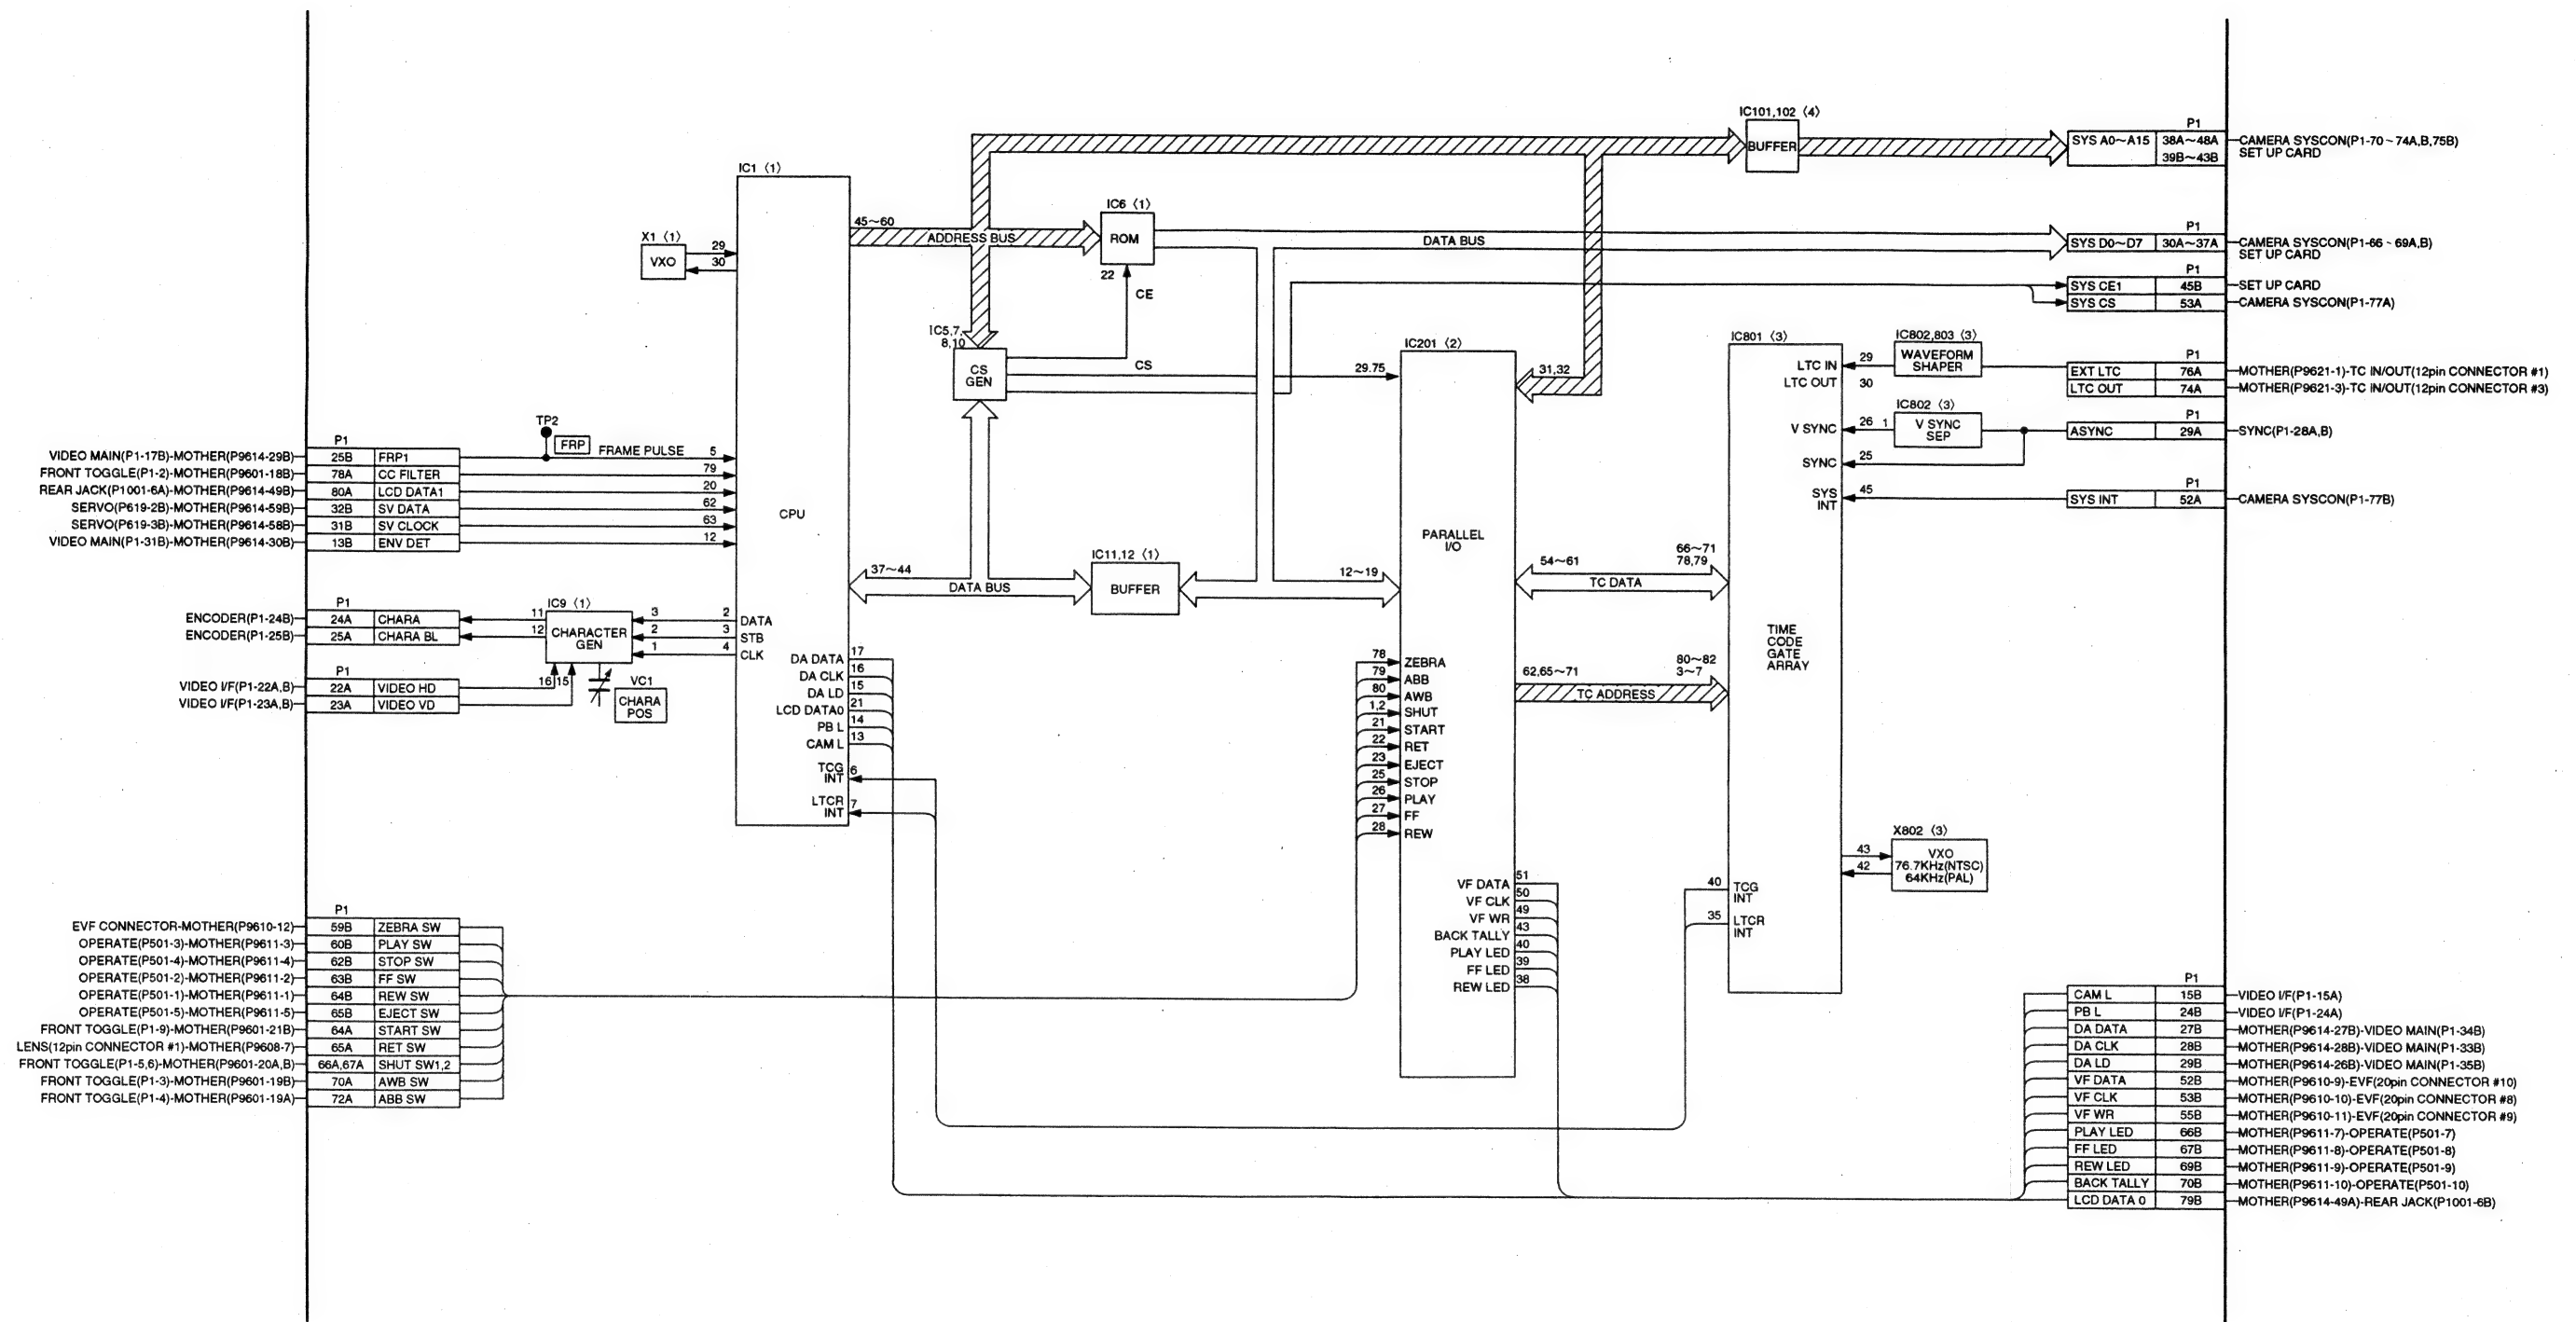 IC101,102 〈4〉
BUFFER
P1
SYS A0~A15 38A~48A
39B~43B
CAMERA SYSCON(P1-70 ~ 74A,B,75B)
SET UP CARD
IC1 〈1〉
CPU
X1 〈1〉
VXO
29
30
45~60
ADDRESS BUS
IC6 〈1〉
ROM
22
CE
DATA BUS
P1
SYS D0~D7 30A~37A
CAMERA SYSCON(P1-66 ~ 69A,B)
SET UP CARD
P1
SYS CE1 45B SET UP CARD
SYS CS 53A CAMERA SYSCON(P1-77A)
IC5,7,
8,10
CS
GEN
CS
29.75
IC201 〈2〉
31,32
PARALLEL
I/O
IC801 〈3〉
LTC IN 29
LTC OUT 30
IC802,803 〈3〉
WAVEFORM
SHAPER
P1
EXT LTC 76A MOTHER(P9621-1)-TC IN/OUT(12pin CONNECTOR #1)
LTC OUT 74A MOTHER(P9621-3)-TC IN/OUT(12pin CONNECTOR #3)
V SYNC 26 1
IC802 〈3〉
V SYNC
SEP
P1
ASYNC 29A SYNC(P1-28A,B)
SYNC 25
SYS
INT
45
P1
SYS INT 52A CAMERA SYSCON(P1-77B)
TP2
FRP
FRAME PULSE
P1
VIDEO MAIN(P1-17B)-MOTHER(P9614-29B) 25B FRP1 5
FRONT TOGGLE(P1-2)-MOTHER(P9601-18B) 78A CC FILTER 79
REAR JACK(P1001-6A)-MOTHER(P9614-49B) 80A LCD DATA1 20
SERVO(P619-2B)-MOTHER(P9614-59B) 32B SV DATA 62
SERVO(P619-3B)-MOTHER(P9614-58B) 31B SV CLOCK 63
VIDEO MAIN(P1-31B)-MOTHER(P9614-30B) 13B ENV DET 12
37~44
DATA BUS
IC11,12 〈1〉
BUFFER
12~19
54~61
TC DATA
66~71
78,79
62,65~71
TC ADDRESS
80~82
3~7
TIME
CODE
GATE
ARRAY
P1
ENCODER(P1-24B) 24A CHARA 11
ENCODER(P1-25B) 25A CHARA BL 12
IC9 〈1〉
CHARACTER
GEN
3 2 DATA
2 3 STB
1 4 CLK
P1
VIDEO I/F(P1-22A,B) 22A VIDEO HD
VIDEO I/F(P1-23A,B) 23A VIDEO VD
16 15
VC1
CHARA
POS
DA DATA 17
DA CLK 16
DA LD 15
LCD DATA0 21
PB L 14
CAM L 13
TCG
INT 6
LTCR
INT 7
78 ZEBRA
79 ABB
80 AWB
1,2 SHUT
21 START
22 RET
23 EJECT
25 STOP
26 PLAY
27 FF
28 REW
VF DATA 51
VF CLK 50
VF WR 49
BACK TALLY 43
PLAY LED 40
FF LED 39
REW LED 38
40 TCG
INT
35 LTCR
INT
X802 〈3〉
43
42
VXO
76.7KHz(NTSC)
64KHz(PAL)
P1
EVF CONNECTOR-MOTHER(P9610-12) 59B ZEBRA SW
OPERATE(P501-3)-MOTHER(P9611-3) 60B PLAY SW
OPERATE(P501-4)-MOTHER(P9611-4) 62B STOP SW
OPERATE(P501-2)-MOTHER(P9611-2) 63B FF SW
OPERATE(P501-1)-MOTHER(P9611-1) 64B REW SW
OPERATE(P501-5)-MOTHER(P9611-5) 65B EJECT SW
FRONT TOGGLE(P1-9)-MOTHER(P9601-21B) 64A START SW
LENS(12pin CONNECTOR #1)-MOTHER(P9608-7) 65A RET SW
FRONT TOGGLE(P1-5,6)-MOTHER(P9601-20A,B) 66A,67A SHUT SW1,2
FRONT TOGGLE(P1-3)-MOTHER(P9601-19B) 70A AWB SW
FRONT TOGGLE(P1-4)-MOTHER(P9601-19A) 72A ABB SW
P1
CAM L 15B VIDEO I/F(P1-15A)
PB L 24B VIDEO I/F(P1-24A)
DA DATA 27B MOTHER(P9614-27B)-VIDEO MAIN(P1-34B)
DA CLK 28B MOTHER(P9614-28B)-VIDEO MAIN(P1-33B)
DA LD 29B MOTHER(P9614-26B)-VIDEO MAIN(P1-35B)
VF DATA 52B MOTHER(P9610-9)-EVF(20pin CONNECTOR #10)
VF CLK 53B MOTHER(P9610-10)-EVF(20pin CONNECTOR #8)
VF WR 55B MOTHER(P9610-11)-EVF(20pin CONNECTOR #9)
PLAY LED 66B MOTHER(P9611-7)-OPERATE(P501-7)
FF LED 67B MOTHER(P9611-8)-OPERATE(P501-8)
REW LED 69B MOTHER(P9611-9)-OPERATE(P501-9)
BACK TALLY 70B MOTHER(P9611-10)-OPERATE(P501-10)
LCD DATA 0 79B MOTHER(P9614-49A)-REAR JACK(P1001-6B)